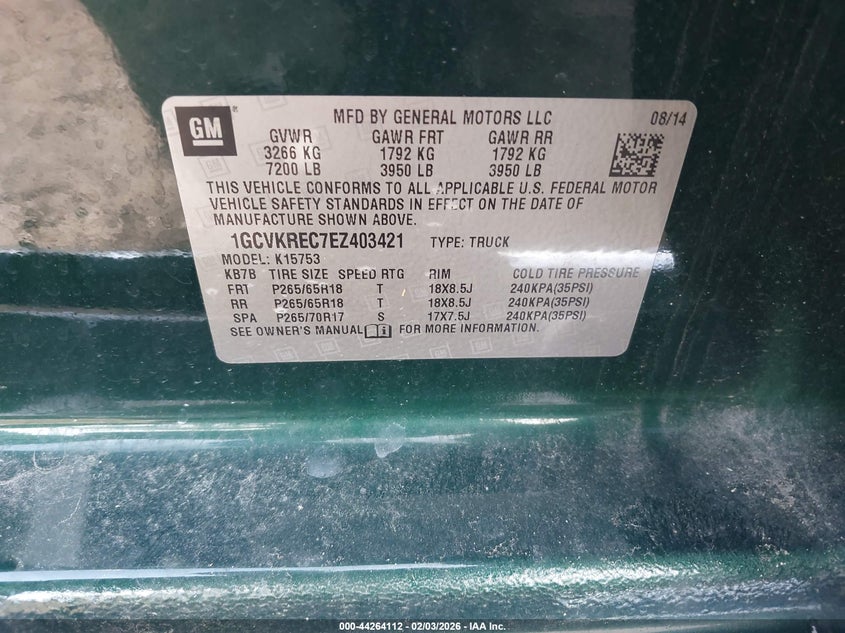 GM
MFD BY GENERAL MOTORS LLC 08/14
GVWR GAWR FRT GAWR RR
3266 KG 1792 KG 1792 KG
7200 LB 3950 LB 3950 LB
THIS VEHICLE CONFORMS TO ALL APPLICABLE U.S. FEDERAL MOTOR
VEHICLE SAFETY STANDARDS IN EFFECT ON THE DATE OF
MANUFACTURE SHOWN ABOVE.
1GCVKREC7EZ403421 TYPE: TRUCK
MODEL: K15753
KB7B TIRE SIZE SPEED RTG RIM COLD TIRE PRESSURE
FRT P265/65R18 T 18X8.5J 240KPA(35PSI)
RR P265/65R18 T 18X8.5J 240KPA(35PSI)
SPA P265/70R17 S 17X7.5J 240KPA(35PSI)
SEE OWNER'S MANUAL FOR MORE INFORMATION.
000-44264112 - 02/03/2026 - IAA Inc.